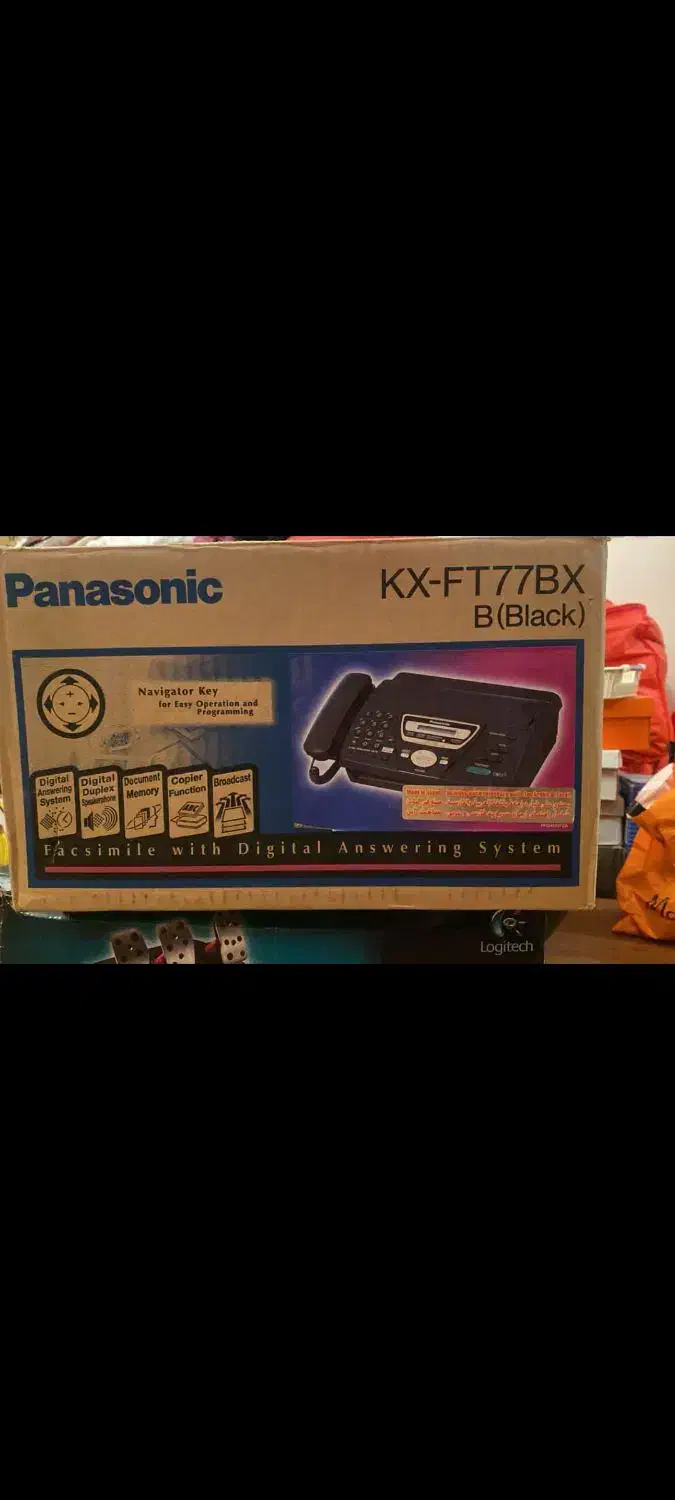 Panasonic
KX-FT77BX
B(Black)
Navigator Key
for Easy Operation and
Programming
Digital
Answering
System
Digital
Duplex
Speakerphone
Document
Memory
Copier
Function
Broadcast
Facsimile with Digital Answering System
Logitech